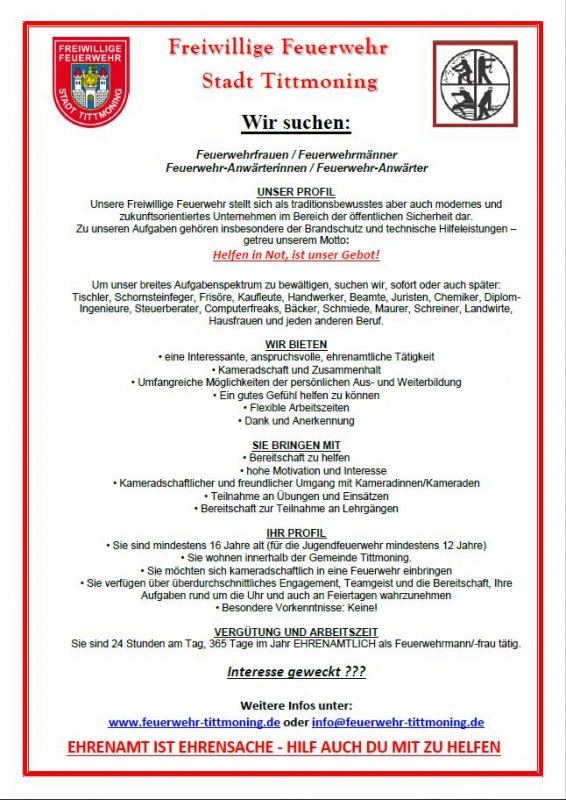 FREIWILLIGE
FEUERWEHR
STADT TITTMONING
Freiwillige Feuerwehr
Stadt Tittmoning
Wir suchen:
Feuerwehrfrauen / Feuerwehrmänner
Feuerwehr-Anwärterinnen / Feuerwehr-Anwärter
UNSER PROFIL
Unsere Freiwillige Feuerwehr stellt sich als traditionsbewusstes aber auch modernes und
zukunftsorientiertes Unternehmen im Bereich der öffentlichen Sicherheit dar.
Zu unseren Aufgaben gehören insbesondere der Brandschutz und technische Hilfeleistungen –
getreu unserem Motto:
Helfen in Not, ist unser Gebot!
Um unser breites Aufgabenspektrum zu bewältigen, suchen wir, sofort oder auch später:
Tischler, Schornsteinfeger, Frisöre, Kaufleute, Handwerker, Beamte, Juristen, Chemiker, Diplom-
Ingenieure, Steuerberater, Computerfreaks, Bäcker, Schmiede, Maurer, Schreiner, Landwirte,
Hausfrauen und jeden anderen Beruf.
WIR BIETEN
• eine Interessante, anspruchsvolle, ehrenamtliche Tätigkeit
• Kameradschaft und Zusammenhalt
• Umfangreiche Möglichkeiten der persönlichen Aus- und Weiterbildung
• Ein gutes Gefühl helfen zu können
• Flexible Arbeitszeiten
• Dank und Anerkennung
SIE BRINGEN MIT
• Bereitschaft zu helfen
• hohe Motivation und Interesse
• Kameradschaftlicher und freundlicher Umgang mit Kameradinnen/Kameraden
• Teilnahme an Übungen und Einsätzen
• Bereitschaft zur Teilnahme an Lehrgängen
IHR PROFIL
• Sie sind mindestens 16 Jahre alt (für die Jugendfeuerwehr mindestens 12 Jahre)
• Sie wohnen innerhalb der Gemeinde Tittmoning.
• Sie möchten sich kameradschaftlich in eine Feuerwehr einbringen
• Sie verfügen über überdurchschnittliches Engagement, Teamgeist und die Bereitschaft, Ihre
Aufgaben rund um die Uhr und auch an Feiertagen wahrzunehmen
• Besondere Vorkenntnisse: Keine!
VERGÜTUNG UND ARBEITSZEIT
Sie sind 24 Stunden am Tag, 365 Tage im Jahr EHRENAMTLICH als Feuerwehrmann/-frau tätig.
Interesse geweckt ???
Weitere Infos unter:
www.feuerwehr-tittmoning.de oder info@feuerwehr-tittmoning.de
EHRENAMT IST EHRENSACHE - HILF AUCH DU MIT ZU HELFEN